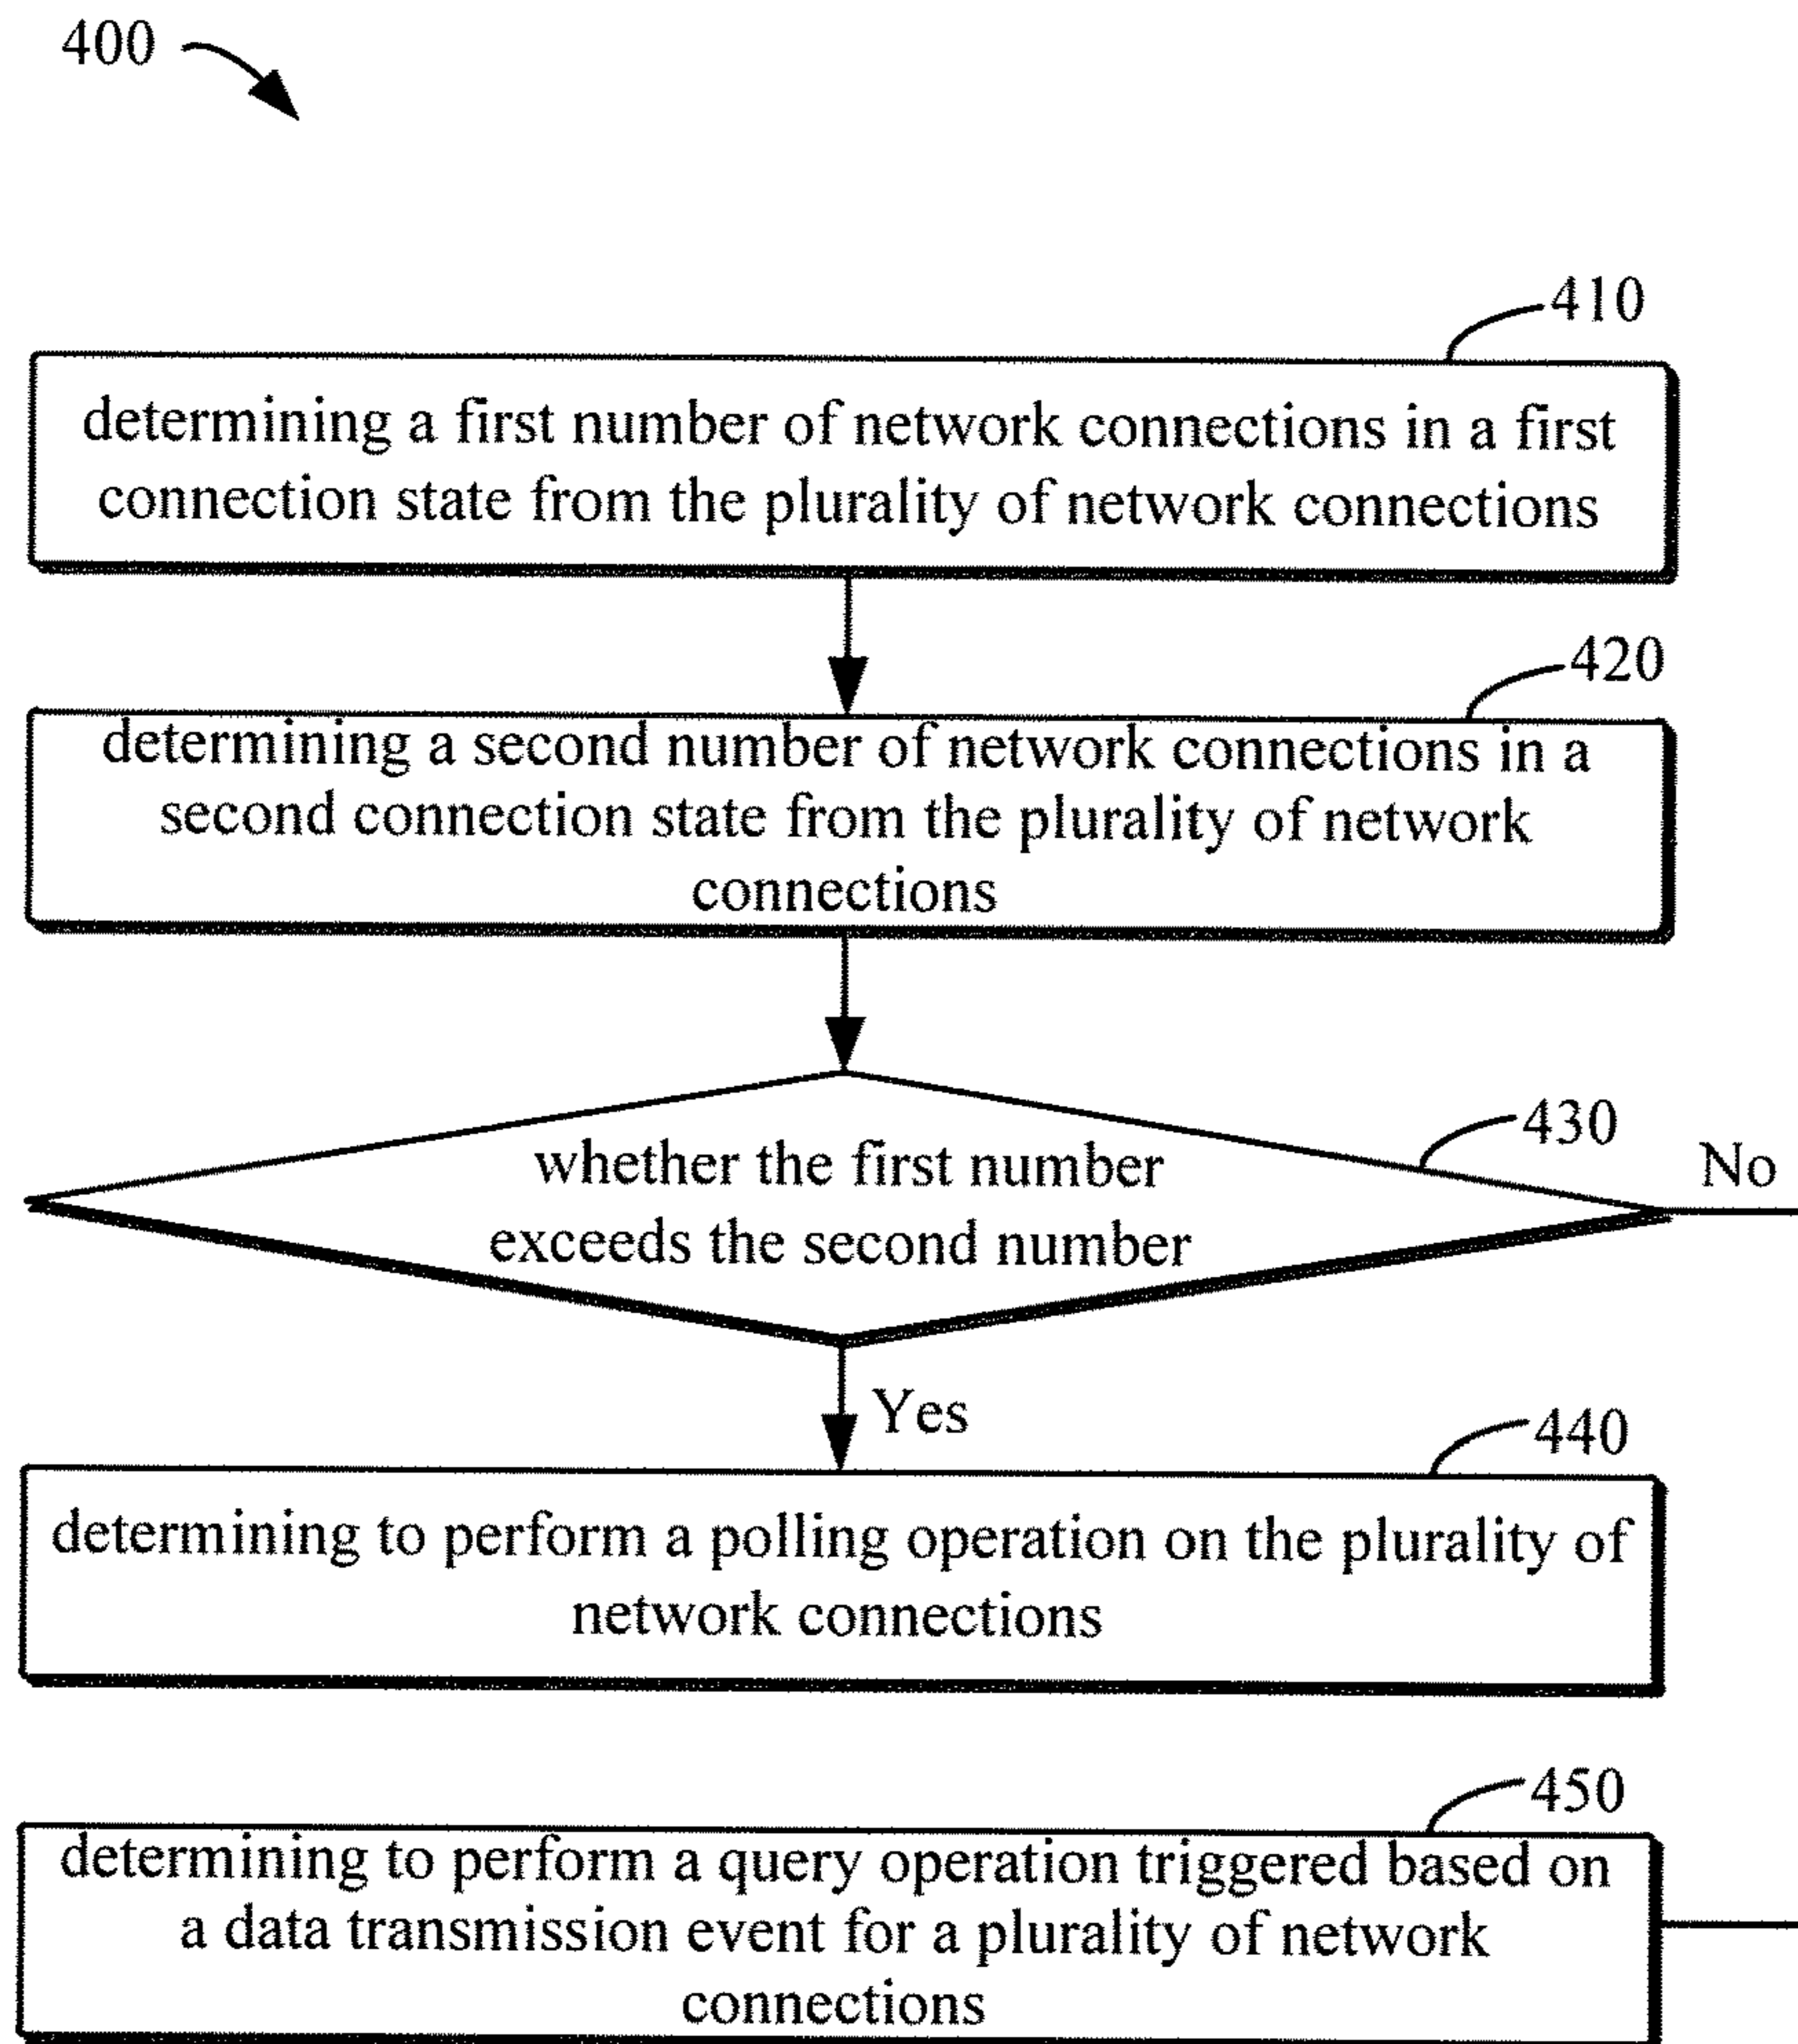 400
410
determining a first number of network connections in a first
connection state from the plurality of network connections
420
determining a second number of network connections in a
second connection state from the plurality of network
connections
430
No
whether the first number
exceeds the second number
Yes
440
determining to perform a polling operation on the plurality of
network connections
450
determining to perform a query operation triggered based on
a data transmission event for a plurality of network
connections